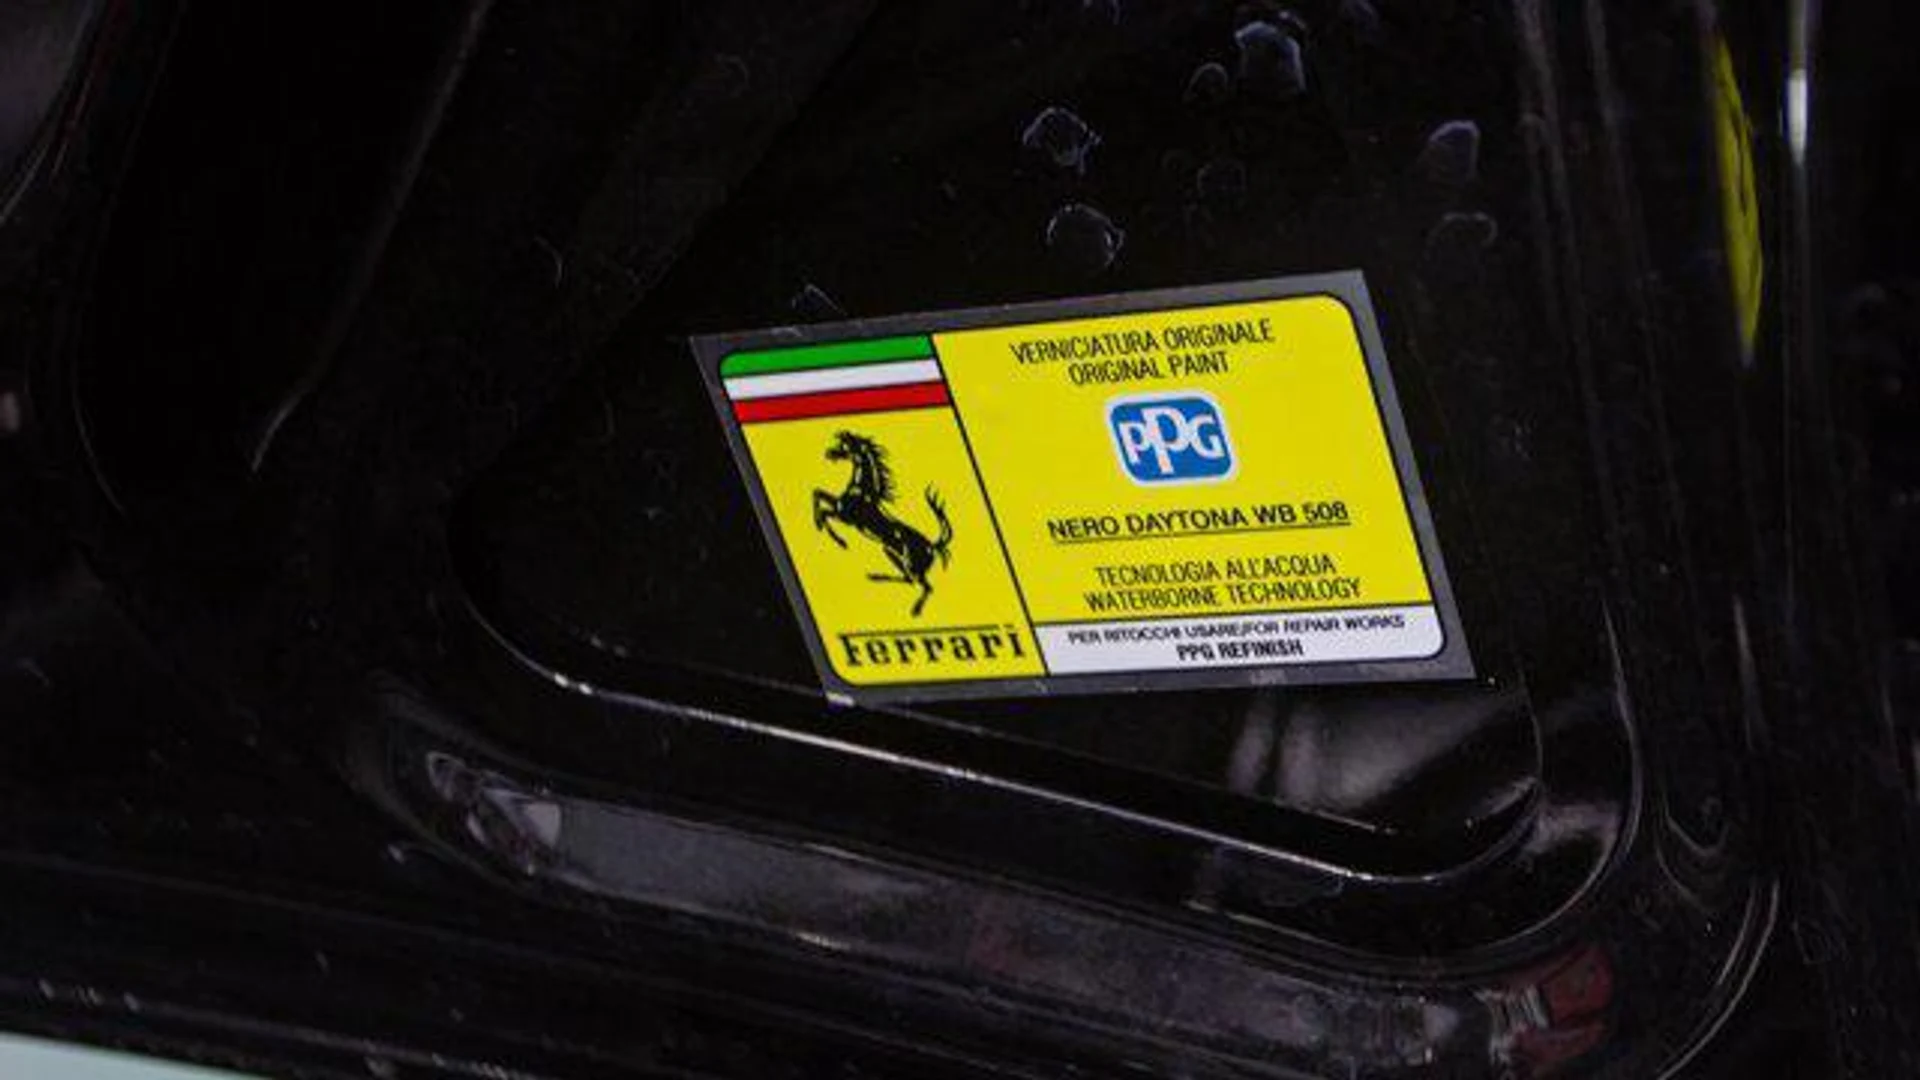 VERNICIATURA ORIGINALE
ORIGINAL PAINT
PPG
NERO DAYTONA WB 508
TECNOLOGIA ALL'ACQUA
WATERBORNE TECHNOLOGY
PER RITOCCHI USARE/FOR REPAIR WORKS
PPG REFINISH
Ferrari